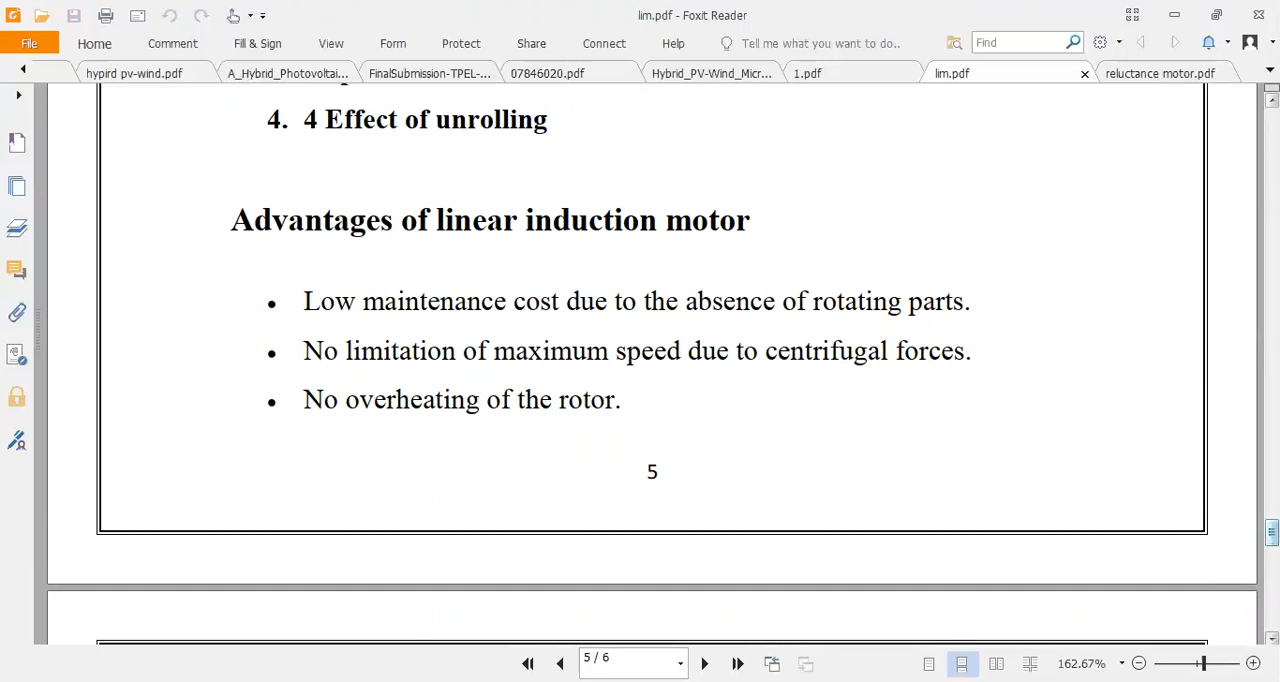 lim.pdf - Foxit Reader
File Home Comment Fill & Sign View Form Protect Share Connect Help Tell me what you want to do.. Find
hypird pv-wind.pdf A_Hybrid_Photovoltai... FinalSubmission-TPEL-... 07846020.pdf Hybrid_PV-Wind_Micr... 1.pdf lim.pdf reluctance motor.pdf
4. 4 Effect of unrolling
Advantages of linear induction motor
• Low maintenance cost due to the absence of rotating parts.
• No limitation of maximum speed due to centrifugal forces.
• No overheating of the rotor.
5
5 / 6 162.67%